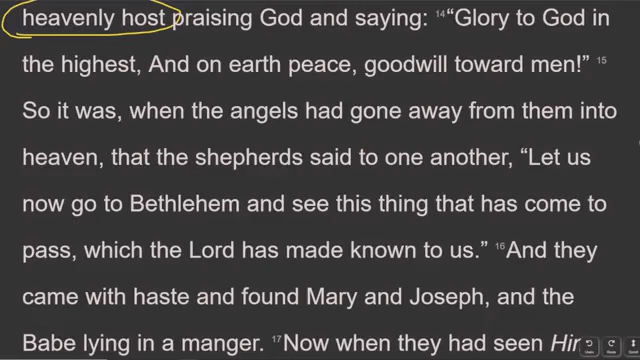 heavenly host praising God and saying: 14 “Glory to God in
the highest, And on earth peace, goodwill toward men!” 15
So it was, when the angels had gone away from them into
heaven, that the shepherds said to one another, “Let us
now go to Bethlehem and see this thing that has come to
pass, which the Lord has made known to us.” 16 And they
came with haste and found Mary and Joseph, and the
Babe lying in a manger. 17 Now when they had seen